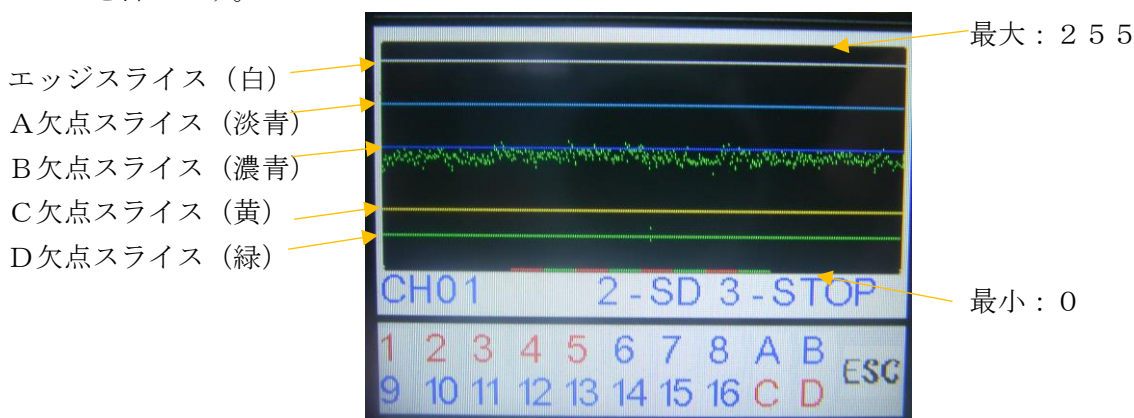 最大：２５５
エッジスライス（白）
Ａ欠点スライス（淡青）
Ｂ欠点スライス（濃青）
Ｃ欠点スライス（黄）
Ｄ欠点スライス（緑）
最小：０
CH01 2-SD 3-STOP
1 2 3 4 5 6 7 8 A B
ESC
9 10 11 12 13 14 15 16 C D